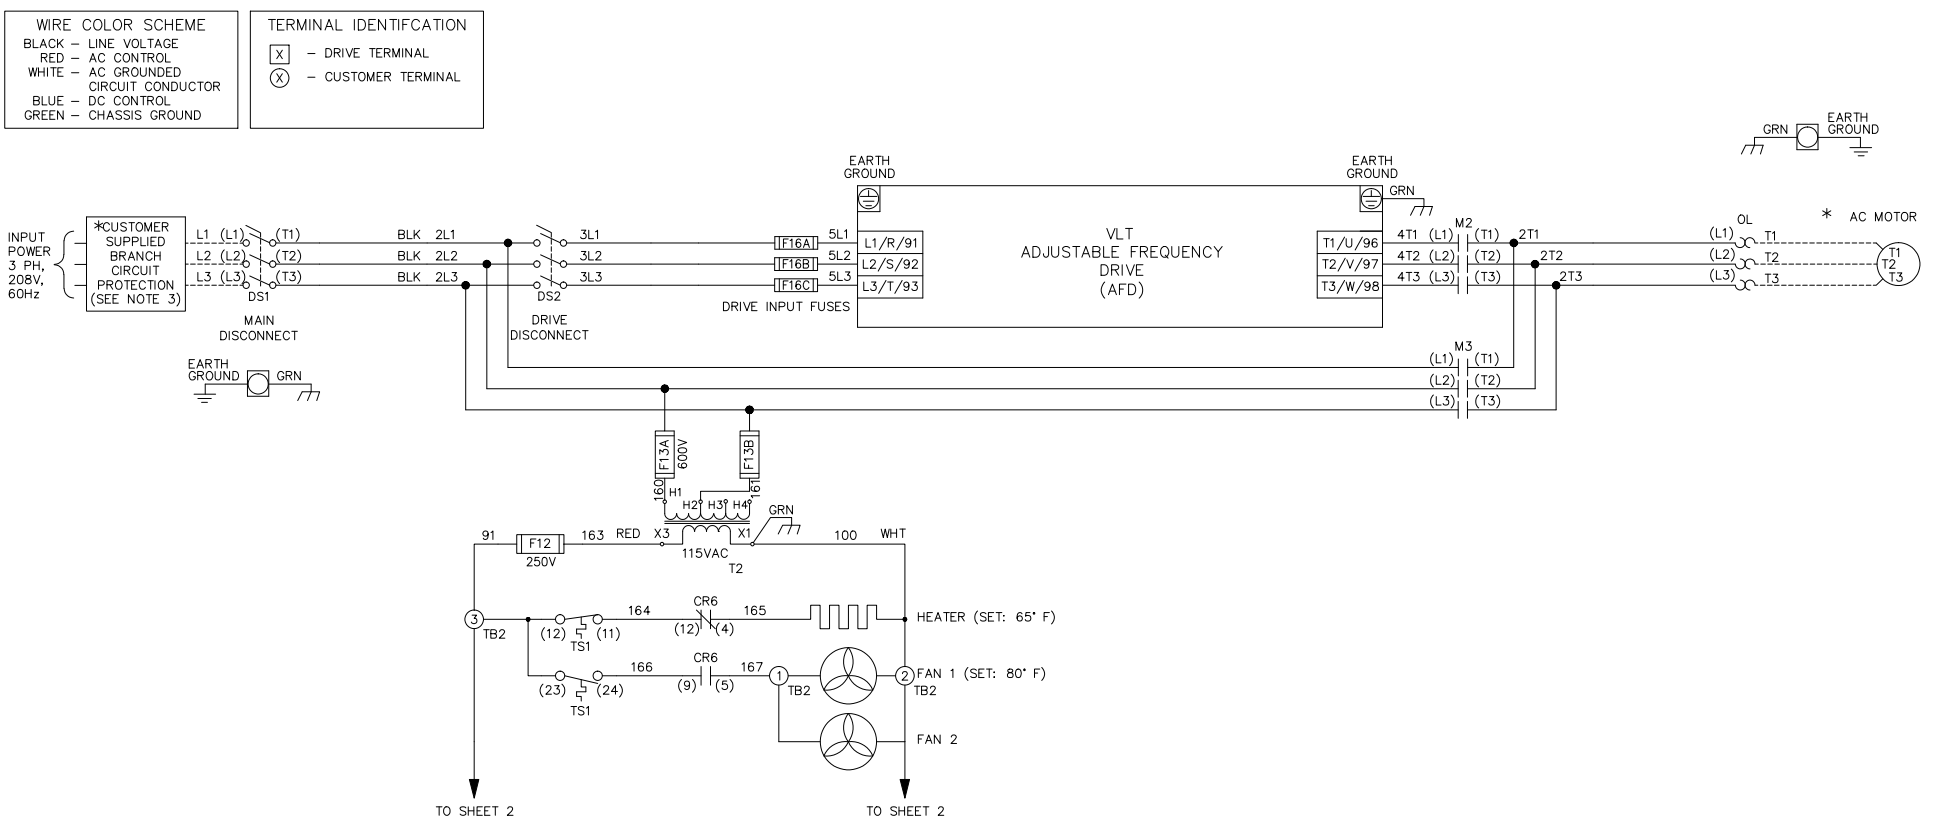 WIRE COLOR SCHEME
BLACK – LINE VOLTAGE
RED – AC CONTROL
WHITE – AC GROUNDED
CIRCUIT CONDUCTOR
BLUE – DC CONTROL
GREEN – CHASSIS GROUND
TERMINAL IDENTIFCATION
X – DRIVE TERMINAL
X – CUSTOMER TERMINAL
GRN
EARTH
GROUND
INPUT
POWER
3 PH,
208V,
60Hz
*CUSTOMER
SUPPLIED
BRANCH
CIRCUIT
PROTECTION
(SEE NOTE 3)
L1 (L1) (T1)
L2 (L2) (T2)
L3 (L3) (T3)
DS1
MAIN
DISCONNECT
BLK 2L1
BLK 2L2
BLK 2L3
3L1
3L2
3L3
DS2
DRIVE
DISCONNECT
F16A 5L1
F16B 5L2
F16C 5L3
DRIVE INPUT FUSES
EARTH
GROUND
L1/R/91
L2/S/92
L3/T/93
VLT
ADJUSTABLE FREQUENCY
DRIVE
(AFD)
EARTH
GROUND
GRN
T1/U/96
T2/V/97
T3/W/98
M2
4T1 (L1) (T1) 2T1
4T2 (L2) (T2) 2T2
4T3 (L3) (T3) 2T3
OL
(L1) T1
(L2) T2
(L3) T3
* AC MOTOR
T1
T2
T3
EARTH
GROUND
GRN
M3
(L1) (T1)
(L2) (T2)
(L3) (T3)
F13A
600V
F13B
160
161
H1
H2 H3 H4
GRN
91 F12 163 RED X3 X1 100 WHT
250V
115VAC
T2
3
TB2
(12) (11)
TS1
164
CR6
(12) (4)
165
HEATER (SET: 65° F)
(23) (24)
TS1
166
CR6
(9) (5)
167
1
TB2
2
TB2
FAN 1 (SET: 80° F)
FAN 2
TO SHEET 2
TO SHEET 2